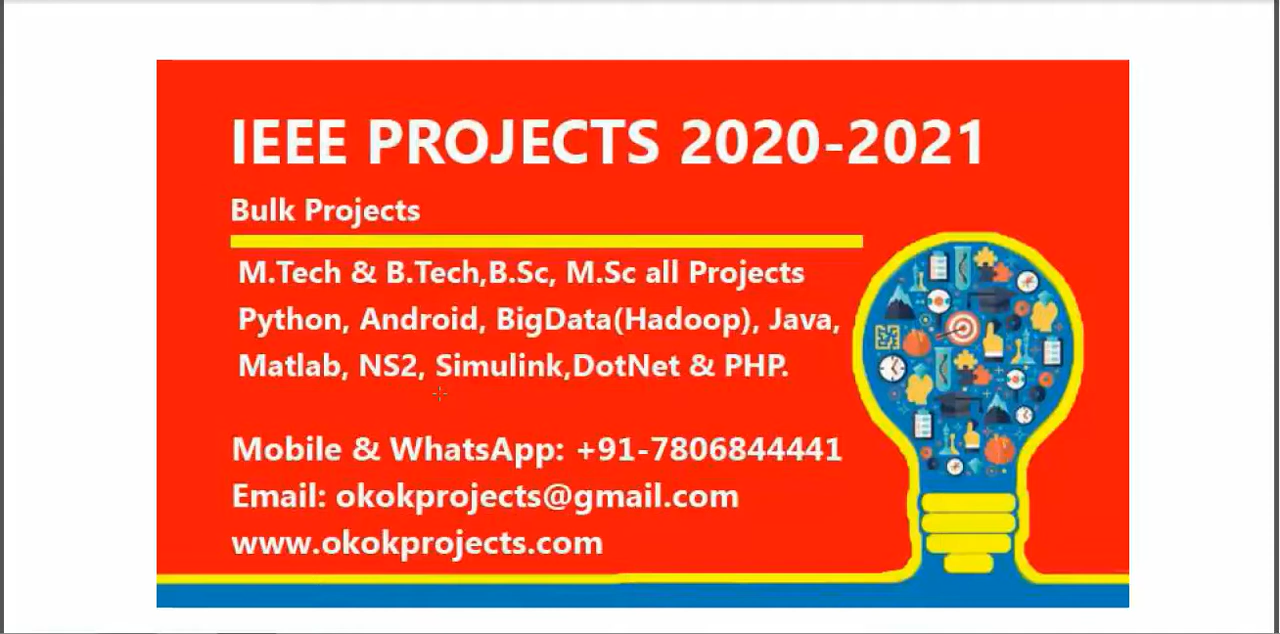 IEEE PROJECTS 2020-2021
Bulk Projects
M.Tech & B.Tech,B.Sc, M.Sc all Projects
Python, Android, BigData(Hadoop), Java,
Matlab, NS2, Simulink,DotNet & PHP.
Mobile & WhatsApp: +91-7806844441
Email: okokprojects@gmail.com
www.okokprojects.com